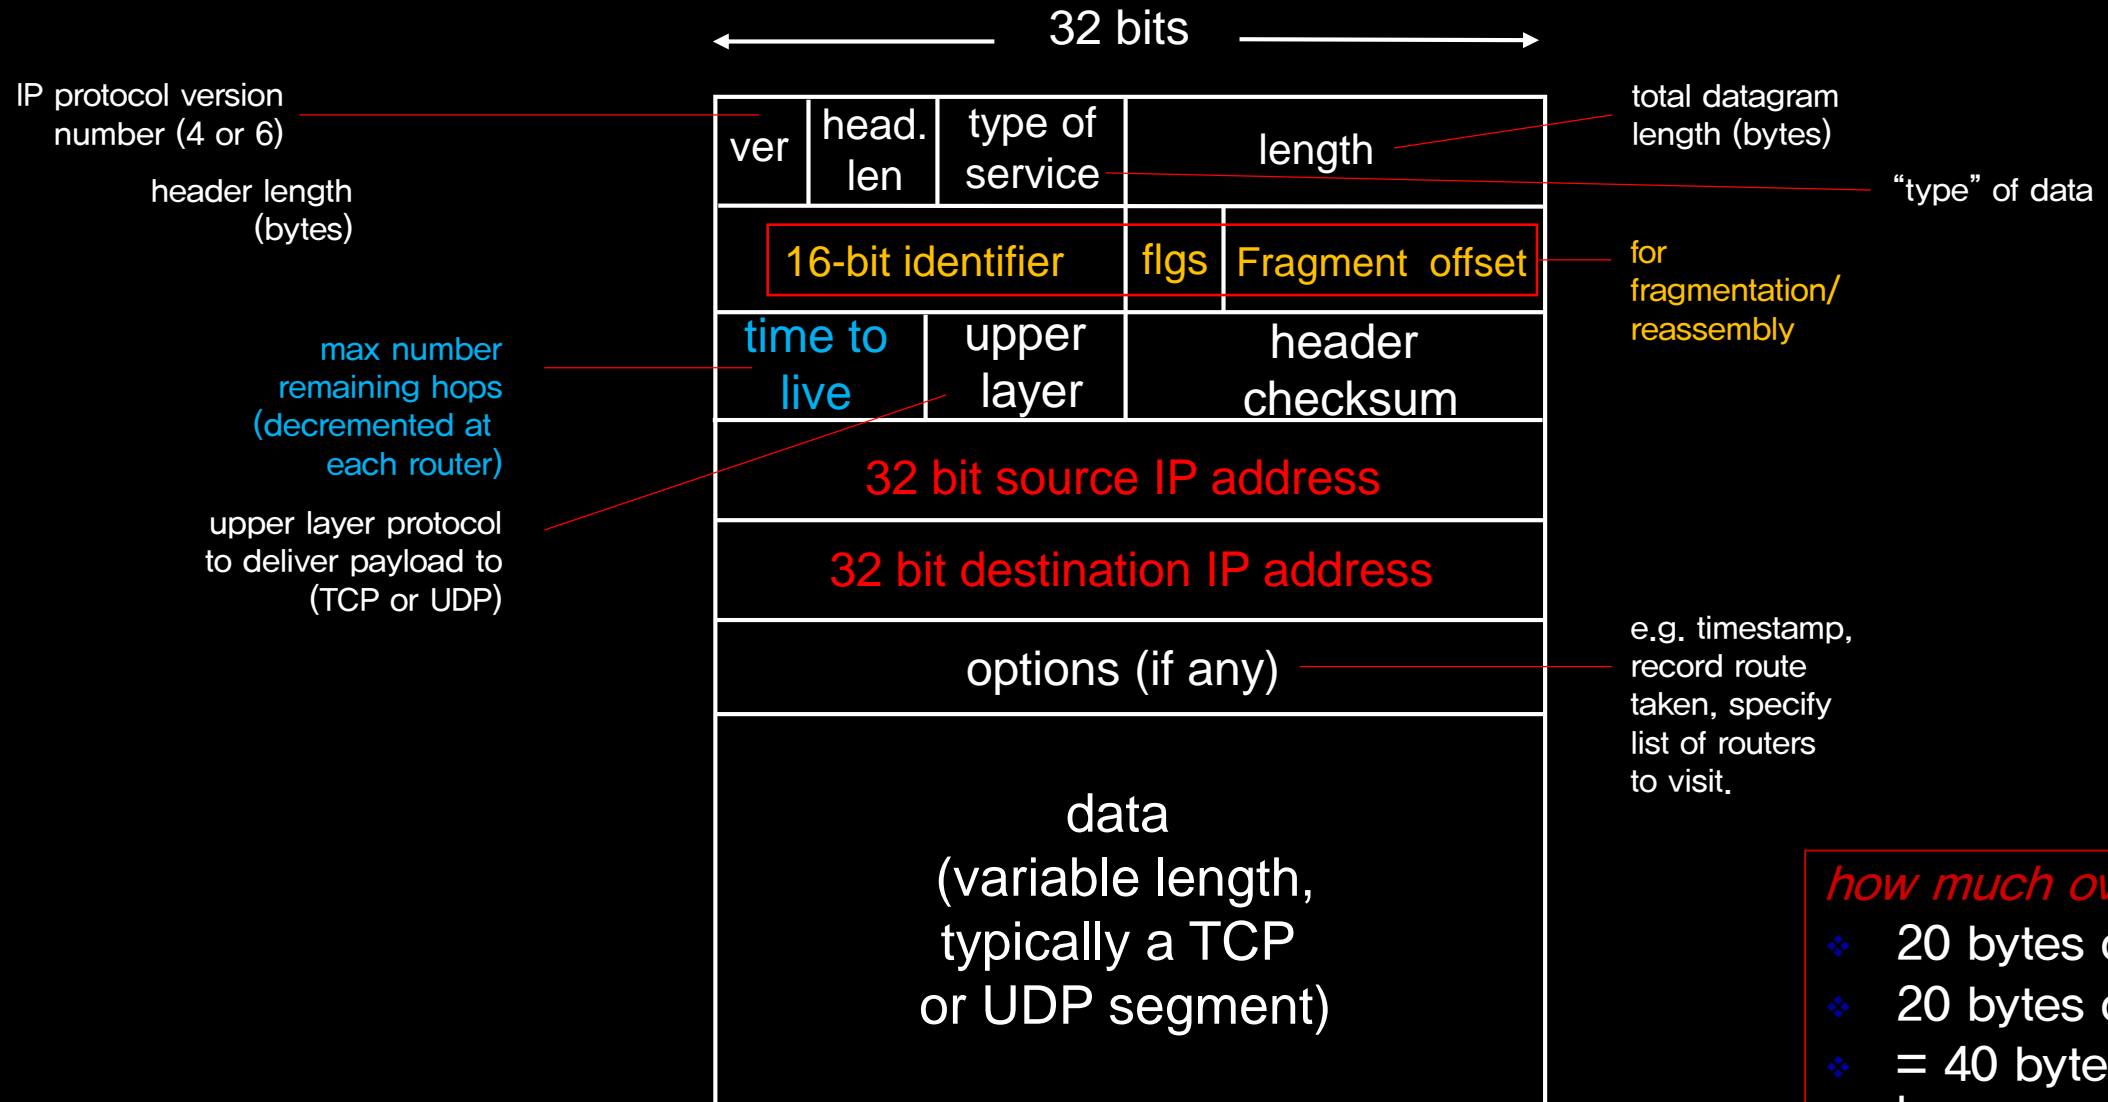 32 bits
IP protocol version
number (4 or 6)
header length
(bytes)
max number
remaining hops
(decremented at
each router)
upper layer protocol
to deliver payload to
(TCP or UDP)
ver
head.
len
type of
service
length
16-bit identifier
flgs
Fragment offset
time to
live
upper
layer
header
checksum
32 bit source IP address
32 bit destination IP address
options (if any)
data
(variable length,
typically a TCP
or UDP segment)
total datagram
length (bytes)
“type” of data
for
fragmentation/
reassembly
e.g. timestamp,
record route
taken, specify
list of routers
to visit.
how much
20 bytes
20 bytes
= 40